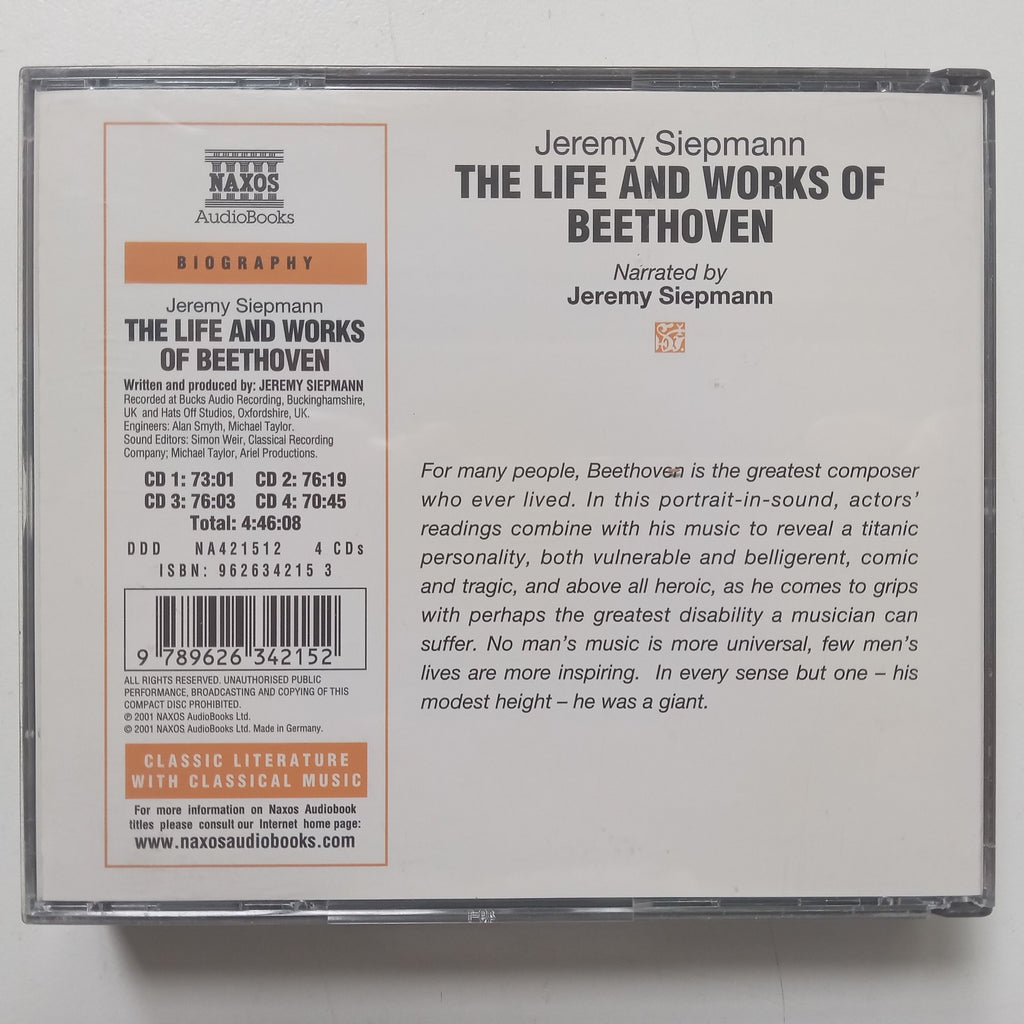 NAXOS
AudioBooks
BIOGRAPHY
Jeremy Siepmann
THE LIFE AND WORKS
OF BEETHOVEN
Written and produced by: JEREMY SIEPMANN
Recorded at Bucks Audio Recording, Buckinghamshire,
UK and Hats Off Studios, Oxfordshire, UK.
Engineers: Alan Smyth, Michael Taylor.
Sound Editors: Simon Weir, Classical Recording
Company; Michael Taylor, Ariel Productions.
CD 1: 73:01 CD 2: 76:19
CD 3: 76:03 CD 4: 70:45
Total: 4:46:08
DDD NA421512 4 CDs
ISBN: 962634215 3
9 789626 342152
ALL RIGHTS RESERVED. UNAUTHORISED PUBLIC
PERFORMANCE, BROADCASTING AND COPYING OF THIS
COMPACT DISC PROHIBITED.
℗ 2001 NAXOS AudioBooks Ltd.
© 2001 NAXOS AudioBooks Ltd. Made in Germany.
CLASSIC LITERATURE
WITH CLASSICAL MUSIC
For more information on Naxos Audiobook
titles please consult our Internet home page:
www.naxosaudiobooks.com
Jeremy Siepmann
THE LIFE AND WORKS OF
BEETHOVEN
Narrated by
Jeremy Siepmann
For many people, Beethoven is the greatest composer
who ever lived. In this portrait-in-sound, actors'
readings combine with his music to reveal a titanic
personality, both vulnerable and belligerent, comic
and tragic, and above all heroic, as he comes to grips
with perhaps the greatest disability a musician can
suffer. No man's music is more universal, few men's
lives are more inspiring. In every sense but one – his
modest height – he was a giant.